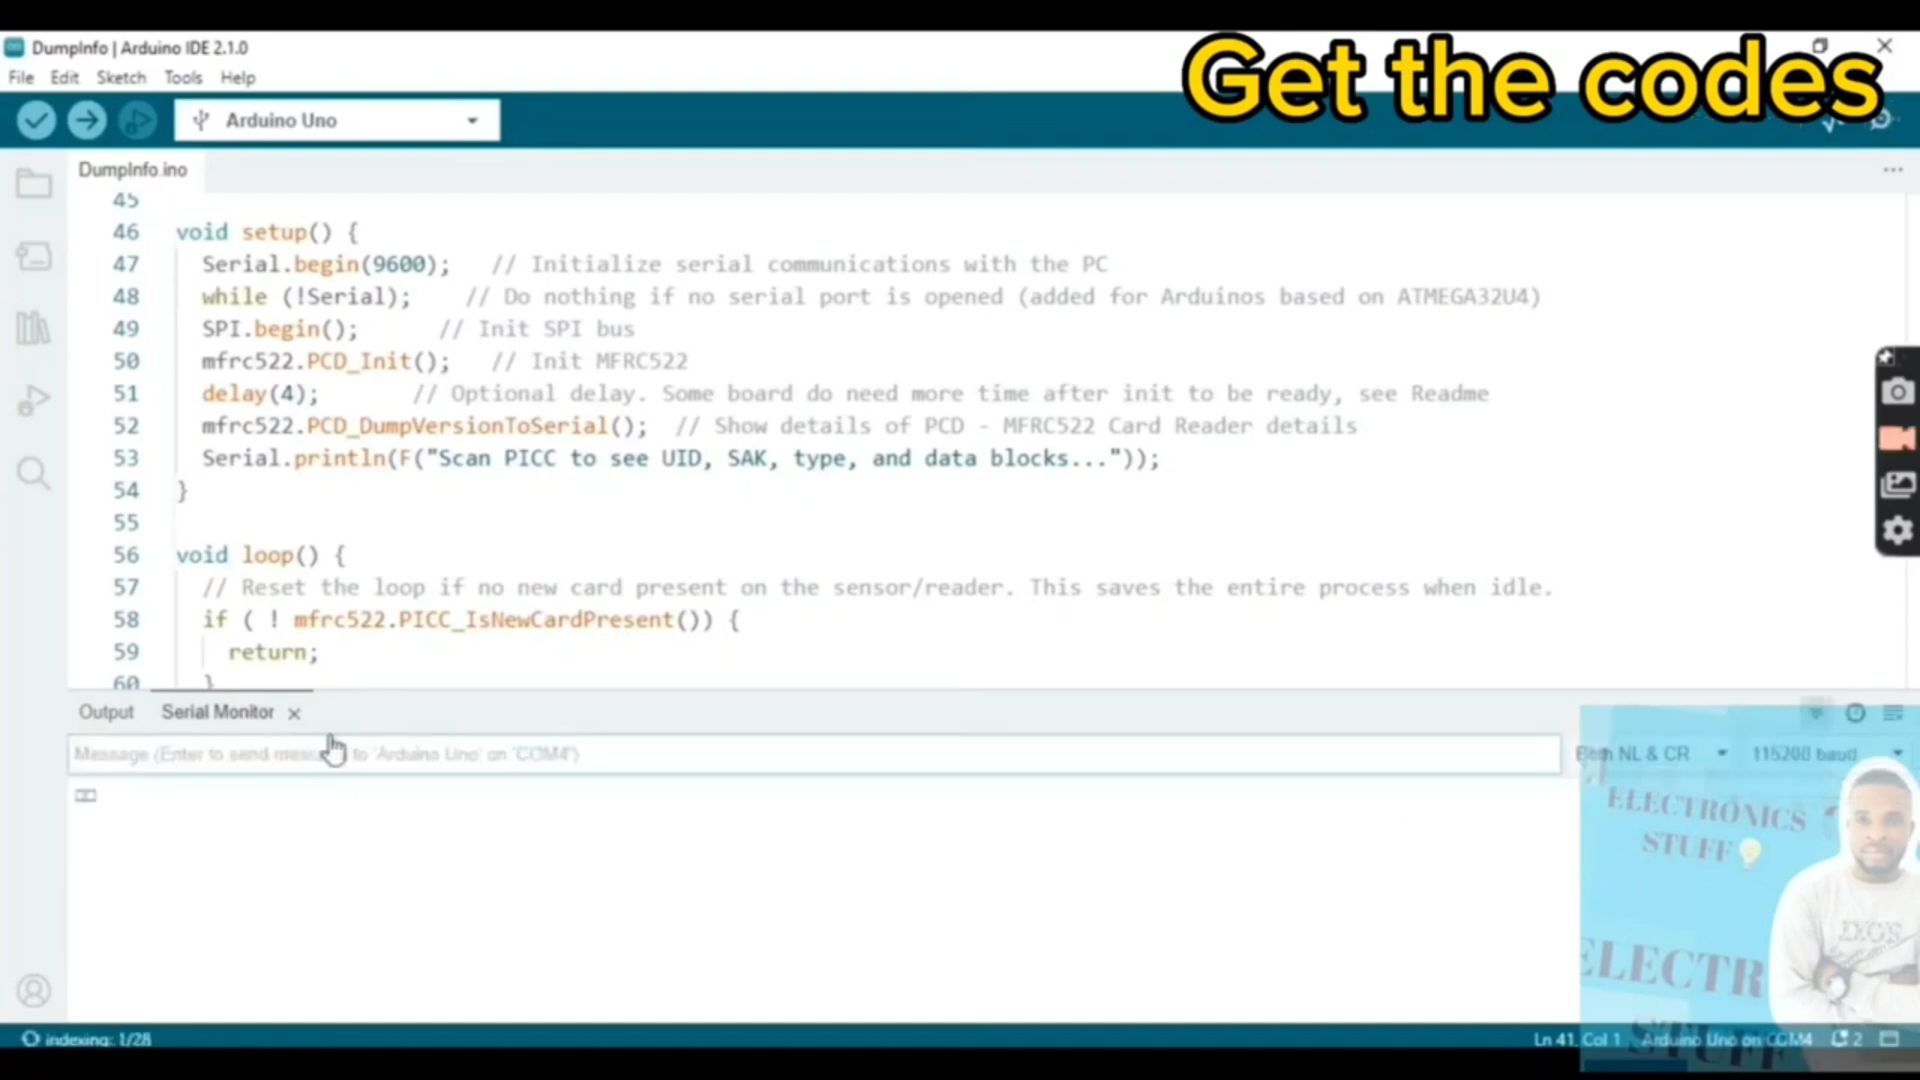 DumpInfo | Arduino IDE 2.1.0
Get the codes
File Edit Sketch Tools Help
Arduino Uno
DumpInfo.ino
45
46 void setup() {
47 Serial.begin(9600); // Initialize serial communications with the PC
48 while (!Serial); // Do nothing if no serial port is opened (added for Arduinos based on ATMEGA32U4)
49 SPI.begin(); // Init SPI bus
50 mfrc522.PCD_Init(); // Init MFRC522
51 delay(4); // Optional delay. Some board do need more time after init to be ready, see Readme
52 mfrc522.PCD_DumpVersionToSerial(); // Show details of PCD - MFRC522 Card Reader details
53 Serial.println(F("Scan PICC to see UID, SAK, type, and data blocks..."));
54 }
55
56 void loop() {
57 // Reset the loop if no new card present on the sensor/reader. This saves the entire process when idle.
58 if ( ! mfrc522.PICC_IsNewCardPresent()) {
59 return;
60 }
Output Serial Monitor
Message (Enter to send message to 'Arduino Uno' on 'COM4')
Both NL & CR 115200 baud
ELECTRONICS
STUFF
ELECTR
STUFF
indexing: 1/28
Ln 41, Col 1 Arduino Uno on COM4 2